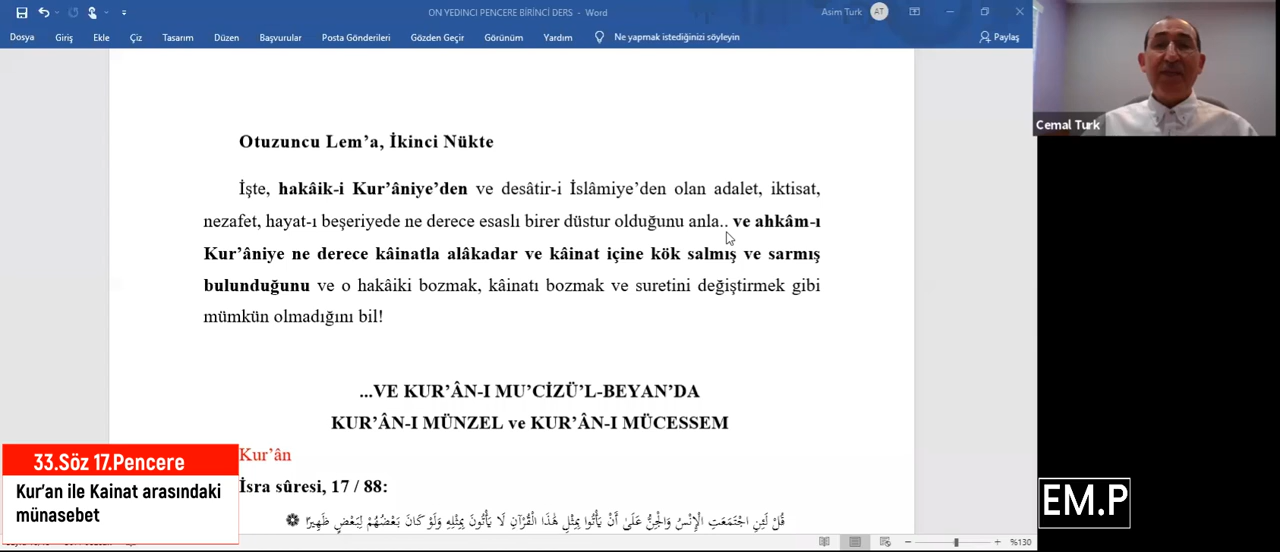 ON YEDINCI PENCERE BİRİNCİ DERS - Word
Asim Turk AT
Dosya Giriş Ekle Çiz Tasarım Düzen Başvurular Posta Gönderileri Gözden Geçir Görünüm Yardım Ne yapmak istediğinizi söyleyin Paylaş
Cemal Turk
Otuzuncu Lem’a, İkinci Nükte
İşte, hakâik-i Kur’âniye’den ve desâtir-i İslâmiye’den olan adalet, iktisat,
nezafet, hayat-ı beşeriyede ne derece esaslı birer düstur olduğunu anla.. ve ahkâm-ı
Kur’âniye ne derece kâinatla alâkadar ve kâinat içine kök salmış ve sarmış
bulunduğunu ve o hakâiki bozmak, kâinatı bozmak ve suretini değiştirmek gibi
mümkün olmadığını bil!
...VE KUR’ÂN-I MU’CİZÜ’L-BEYAN’DA
KUR’ÂN-I MÜNZEL ve KUR’ÂN-I MÜCESSEM
Kur’ân
İsra sûresi, 17 / 88:
قُلْ لَئِنِ اجْتَمَعَتِ الْإِنْسُ وَالْجِنُّ عَلَىٰ أَنْ يَأْتُوا بِمِثْلِ هَٰذَا الْقُرْآنِ لَا يَأْتُونَ بِمِثْلِهِ وَلَوْ كَانَ بَعْضُهُمْ لِبَعْضٍ ظَهِيرًا
33.Söz 17.Pencere
Kur’an ile Kainat arasındaki
münasebet
EM.P
%130